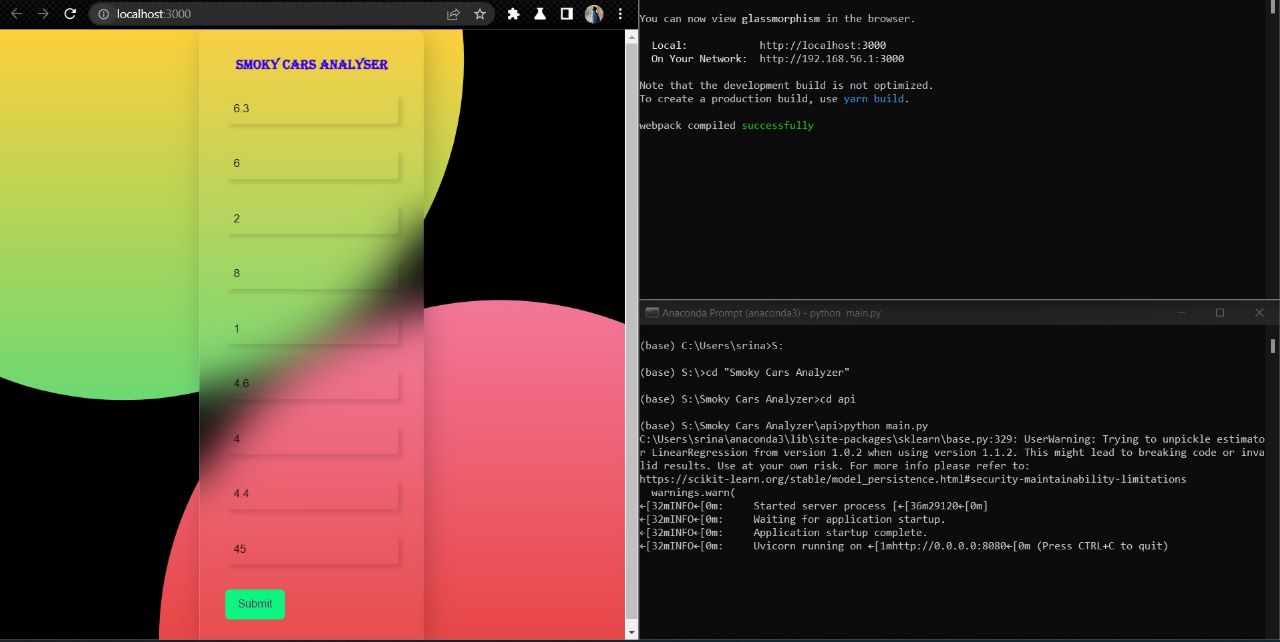 localhost:3000
SMOKY CARS ANALYSER
6.3
6
2
8
1
4.6
4
4.4
45
Submit
You can now view glassmorphism in the browser.
Local: http://localhost:3000
On Your Network: http://192.168.56.1:3000
Note that the development build is not optimized.
To create a production build, use yarn build.
webpack compiled successfully
Anaconda Prompt (anaconda3) - python main.py
(base) C:\Users\srina>S:
(base) S:\>cd "Smoky Cars Analyzer"
(base) S:\Smoky Cars Analyzer>cd api
(base) S:\Smoky Cars Analyzer\api>python main.py
C:\Users\srina\anaconda3\lib\site-packages\sklearn\base.py:329: UserWarning: Trying to unpickle estimato
r LinearRegression from version 1.0.2 when using version 1.1.2. This might lead to breaking code or inva
lid results. Use at your own risk. For more info please refer to:
https://scikit-learn.org/stable/model_persistence.html#security-maintainability-limitations
warnings.warn(
←[32mINFO←[0m: Started server process [←[36m29120←[0m]
←[32mINFO←[0m: Waiting for application startup.
←[32mINFO←[0m: Application startup complete.
←[32mINFO←[0m: Uvicorn running on ←[1mhttp://0.0.0.0:8080←[0m (Press CTRL+C to quit)